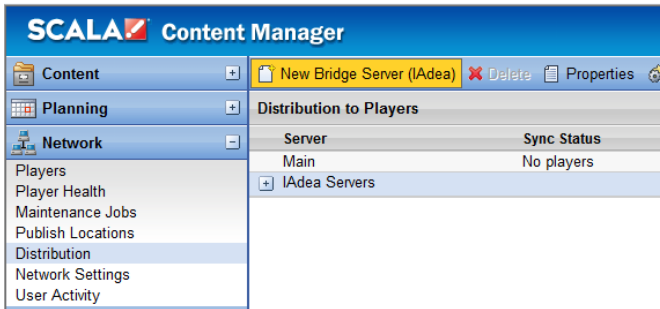 SCALA Content Manager
Content
New Bridge Server (IAdea) Delete Properties
Planning
Distribution to Players
Network
Server Sync Status
Main No players
Players
IAdea Servers
Player Health
Maintenance Jobs
Publish Locations
Distribution
Network Settings
User Activity